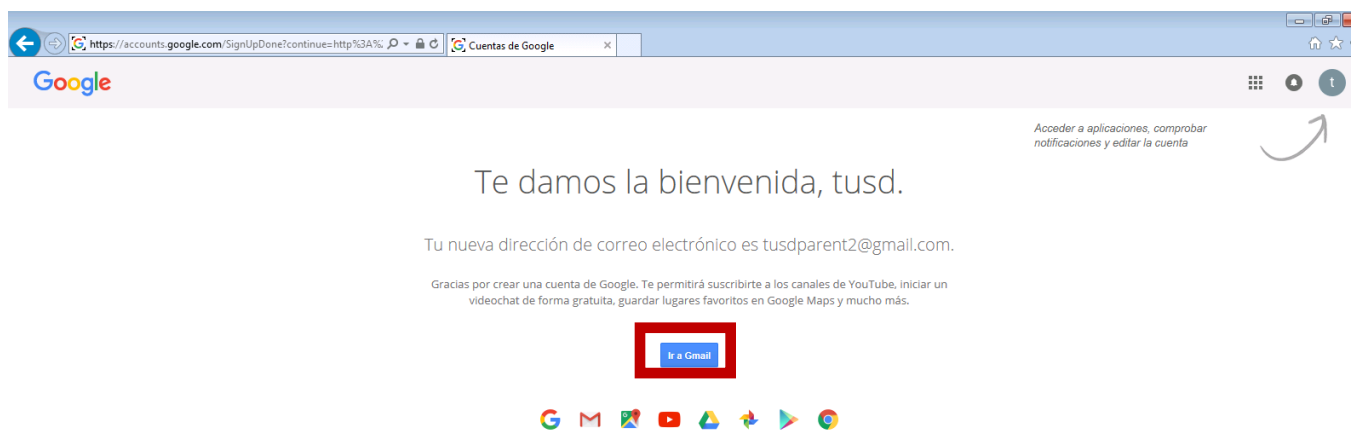 https://accounts.google.com/SignUpDone?continue=http%3A%
Cuentas de Google
Google
t
Acceder a aplicaciones, comprobar
notificaciones y editar la cuenta
Te damos la bienvenida, tusd.
Tu nueva dirección de correo electrónico es tusdparent2@gmail.com.
Gracias por crear una cuenta de Google. Te permitirá suscribirte a los canales de YouTube, iniciar un
videochat de forma gratuita, guardar lugares favoritos en Google Maps y mucho más.
Ir a Gmail